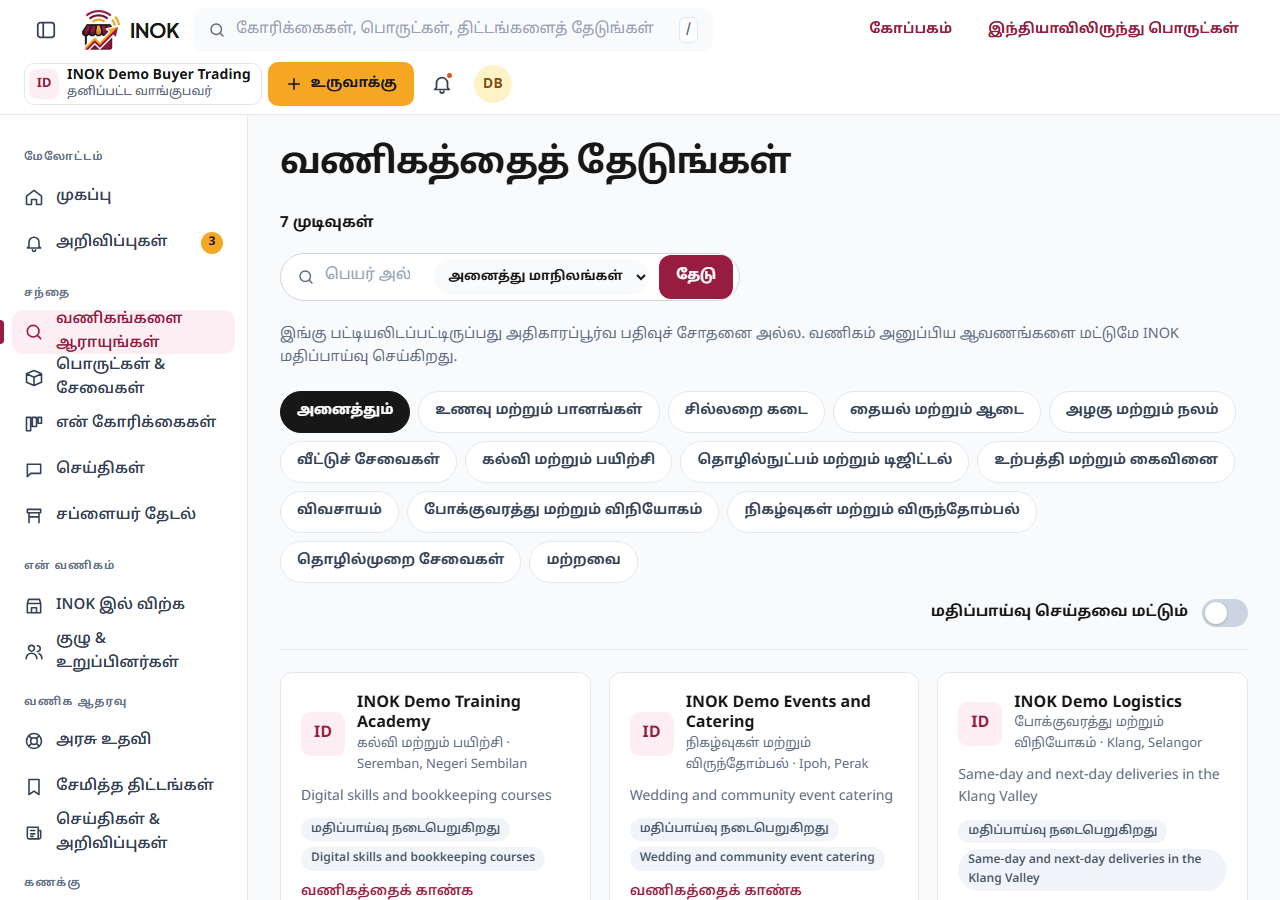 INOK
கோரிக்கைகள், பொருட்கள், திட்டங்களைத் தேடுங்கள்
/
கோப்பகம்
இந்தியாவிலிருந்து பொருட்கள்
ID
INOK Demo Buyer Trading
தனிப்பட்ட வாங்குபவர்
+ உருவாக்கு
DB
மேலோட்டம்
முகப்பு
அறிவிப்புகள்
3
சந்தை
வணிகங்களை
ஆராயுங்கள்
பொருட்கள் &
சேவைகள்
என் கோரிக்கைகள்
செய்திகள்
சப்ளையர் தேடல்
என் வணிகம்
INOK இல் விற்க
குழு &
உறுப்பினர்கள்
வணிக ஆதரவு
அரசு உதவி
சேமித்த திட்டங்கள்
செய்திகள் &
அறிவிப்புகள்
கணக்கு
வணிகத்தைத் தேடுங்கள்
7 முடிவுகள்
பெயர் அல்
அனைத்து மாநிலங்கள்
தேடு
இங்கு பட்டியலிடப்பட்டிருப்பது அதிகாரப்பூர்வ பதிவுச் சோதனை அல்ல. வணிகம் அனுப்பிய ஆவணங்களை மட்டுமே INOK
மதிப்பாய்வு செய்கிறது.
அனைத்தும்
உணவு மற்றும் பானங்கள்
சில்லறை கடை
தையல் மற்றும் ஆடை
அழகு மற்றும் நலம்
வீட்டுச் சேவைகள்
கல்வி மற்றும் பயிற்சி
தொழில்நுட்பம் மற்றும் டிஜிட்டல்
உற்பத்தி மற்றும் கைவினை
விவசாயம்
போக்குவரத்து மற்றும் விநியோகம்
நிகழ்வுகள் மற்றும் விருந்தோம்பல்
தொழில்முறை சேவைகள்
மற்றவை
மதிப்பாய்வு செய்தவை மட்டும்
ID
INOK Demo Training
Academy
கல்வி மற்றும் பயிற்சி ·
Seremban, Negeri Sembilan
Digital skills and bookkeeping courses
மதிப்பாய்வு நடைபெறுகிறது
Digital skills and bookkeeping courses
வணிகத்தைக் காண்க
ID
INOK Demo Events and
Catering
நிகழ்வுகள் மற்றும்
விருந்தோம்பல் · Ipoh, Perak
Wedding and community event catering
மதிப்பாய்வு நடைபெறுகிறது
Wedding and community event catering
வணிகத்தைக் காண்க
ID
INOK Demo Logistics
போக்குவரத்து மற்றும்
விநியோகம் · Klang, Selangor
Same-day and next-day deliveries in the
Klang Valley
மதிப்பாய்வு நடைபெறுகிறது
Same-day and next-day deliveries in the
Klang Valley